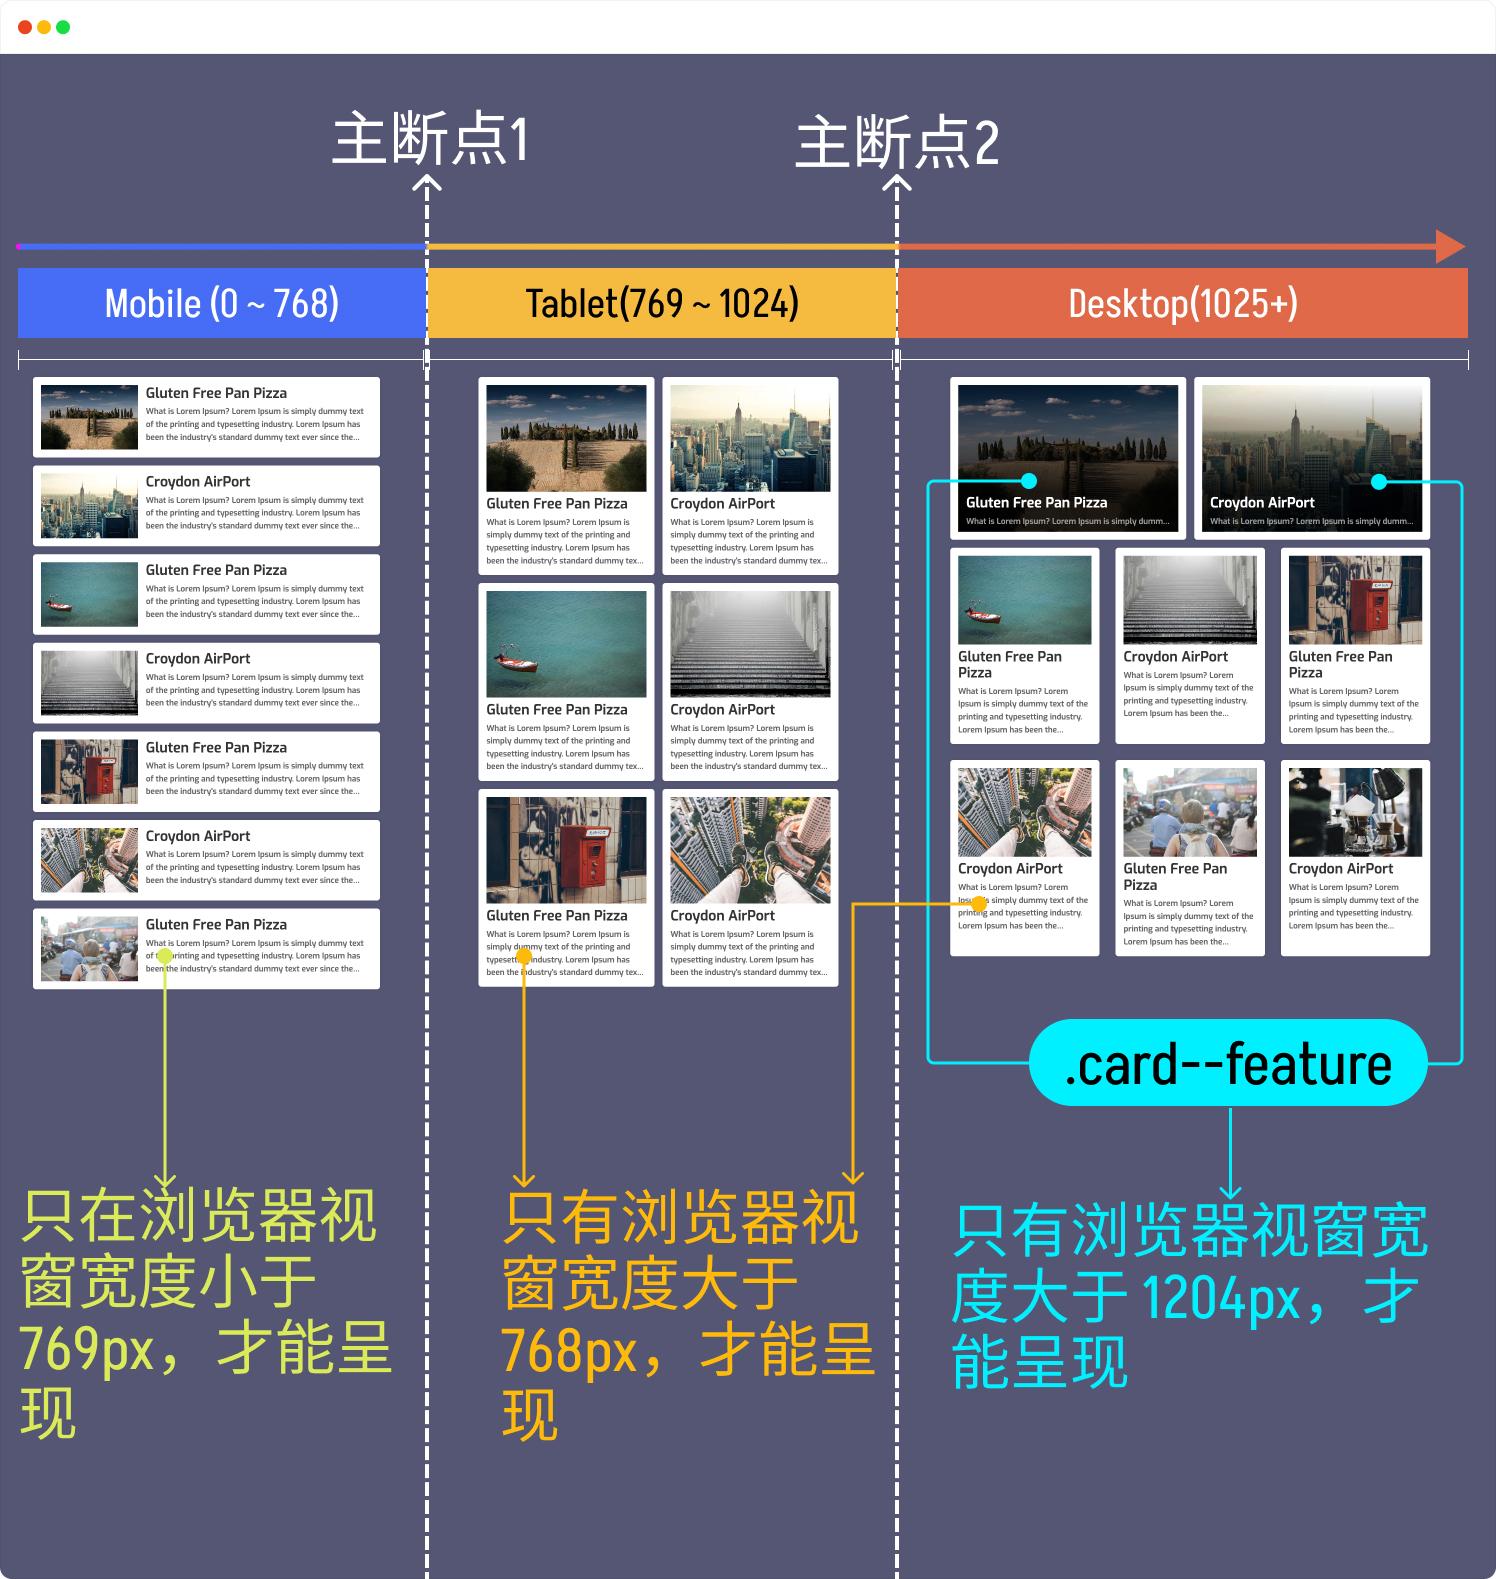 主断点1
主断点2
Mobile (0 ~ 768)
Tablet(769 ~ 1024)
Desktop(1025+)
Gluten Free Pan Pizza
What is Lorem Ipsum? Lorem Ipsum is simply dummy text
of the printing and typesetting industry. Lorem Ipsum has
been the industry's standard dummy text ever since the...
Croydon AirPort
What is Lorem Ipsum? Lorem Ipsum is simply dummy text
of the printing and typesetting industry. Lorem Ipsum has
been the industry's standard dummy text ever since the...
Gluten Free Pan Pizza
What is Lorem Ipsum? Lorem Ipsum is simply dummy text
of the printing and typesetting industry. Lorem Ipsum has
been the industry's standard dummy text ever since the...
Croydon AirPort
What is Lorem Ipsum? Lorem Ipsum is simply dummy text
of the printing and typesetting industry. Lorem Ipsum has
been the industry's standard dummy text ever since the...
Gluten Free Pan Pizza
What is Lorem Ipsum? Lorem Ipsum is simply dummy text
of the printing and typesetting industry. Lorem Ipsum has
been the industry's standard dummy text ever since the...
Croydon AirPort
What is Lorem Ipsum? Lorem Ipsum is simply dummy text
of the printing and typesetting industry. Lorem Ipsum has
been the industry's standard dummy text ever since the...
Gluten Free Pan Pizza
What is Lorem Ipsum? Lorem Ipsum is simply dummy text
of the printing and typesetting industry. Lorem Ipsum has
been the industry's standard dummy text ever since the...
只在浏览器视
窗宽度小于
769px，才能呈
现
Gluten Free Pan Pizza
What is Lorem Ipsum? Lorem Ipsum is
simply dummy text of the printing and
typesetting industry. Lorem Ipsum has
been the industry's standard dummy tex...
Croydon AirPort
What is Lorem Ipsum? Lorem Ipsum is
simply dummy text of the printing and
typesetting industry. Lorem Ipsum has
been the industry's standard dummy tex...
Gluten Free Pan Pizza
What is Lorem Ipsum? Lorem Ipsum is
simply dummy text of the printing and
typesetting industry. Lorem Ipsum has
been the industry's standard dummy tex...
Croydon AirPort
What is Lorem Ipsum? Lorem Ipsum is
simply dummy text of the printing and
typesetting industry. Lorem Ipsum has
been the industry's standard dummy tex...
Gluten Free Pan Pizza
What is Lorem Ipsum? Lorem Ipsum is
simply dummy text of the printing and
typesetting industry. Lorem Ipsum has
been the industry's standard dummy tex...
Croydon AirPort
What is Lorem Ipsum? Lorem Ipsum is
simply dummy text of the printing and
typesetting industry. Lorem Ipsum has
been the industry's standard dummy tex...
只有浏览器视
窗宽度大于
768px，才能呈
现
Gluten Free Pan Pizza
What is Lorem Ipsum? Lorem Ipsum is simply dumm...
Croydon AirPort
What is Lorem Ipsum? Lorem Ipsum is simply dumm...
Gluten Free Pan
Pizza
What is Lorem Ipsum? Lorem
Ipsum is simply dummy text of the
printing and typesetting industry.
Lorem Ipsum has been the...
Croydon AirPort
What is Lorem Ipsum? Lorem
Ipsum is simply dummy text of the
printing and typesetting industry.
Lorem Ipsum has been the...
Gluten Free Pan
Pizza
What is Lorem Ipsum? Lorem
Ipsum is simply dummy text of the
printing and typesetting industry.
Lorem Ipsum has been the...
Croydon AirPort
What is Lorem Ipsum? Lorem
Ipsum is simply dummy text of the
printing and typesetting industry.
Lorem Ipsum has been the...
Gluten Free Pan
Pizza
What is Lorem Ipsum? Lorem
Ipsum is simply dummy text of the
printing and typesetting industry.
Lorem Ipsum has been the...
Croydon AirPort
What is Lorem Ipsum? Lorem
Ipsum is simply dummy text of the
printing and typesetting industry.
Lorem Ipsum has been the...
.card--feature
只有浏览器视窗宽
度大于 1204px，才
能呈现